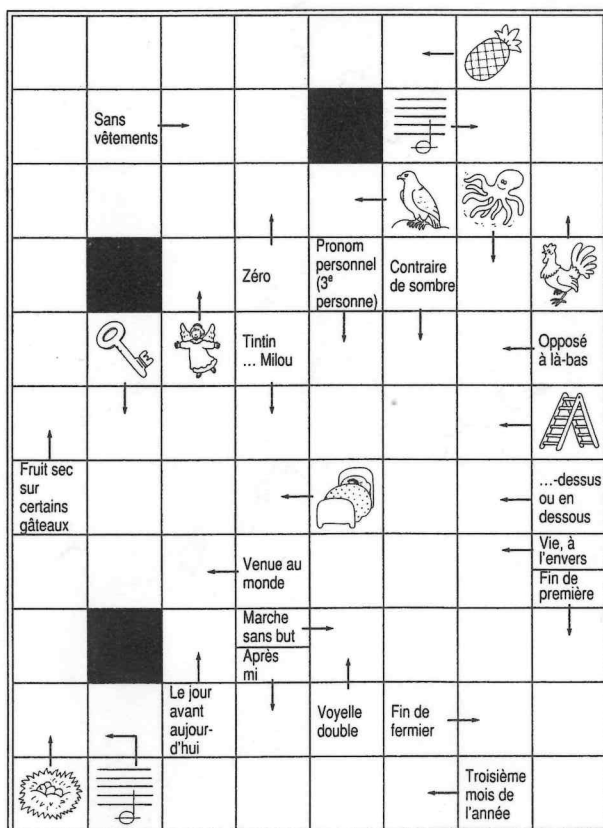 Sans
vêtements
Zéro
Pronom
personnel
(3e
personne)
Contraire
de sombre
Tintin
... Milou
Opposé
à là-bas
Fruit sec
sur
certains
gâteaux
...-dessus
ou en
dessous
Venue au
monde
Vie, à
l'envers
Fin de
première
Marche
sans but
Après
mi
Le jour
avant
aujour-
d'hui
Voyelle
double
Fin de
fermier
Troisième
mois de
l'année